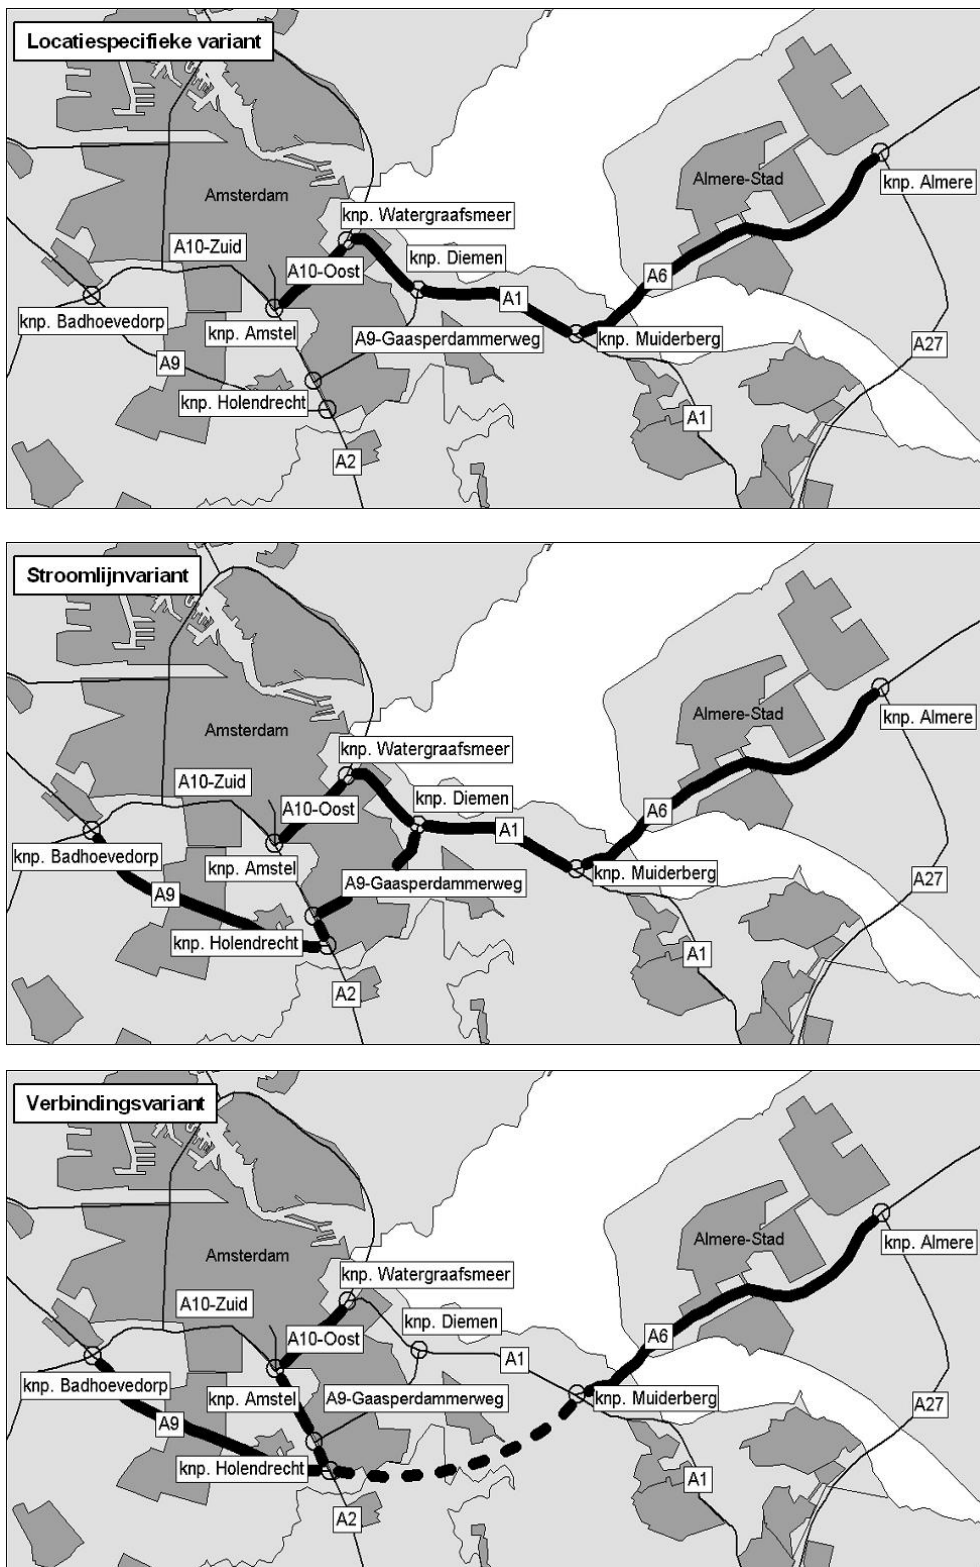 Locatiespecifieke variant
Almere-Stad
knp. Almere
Amsterdam
knp. Watergraafsmeer
A10-Zuid
knp. Diemen
A10-Oost
A6
A1
knp. Badhoevedorp
knp. Amstel
A9-Gaasperdammerweg
knp. Muiderberg
A27
A9
knp. Holendrecht
A1
A2
Stroomlijnvariant
Almere-Stad
knp. Almere
Amsterdam
knp. Watergraafsmeer
A10-Zuid
knp. Diemen
A10-Oost
A6
A1
knp. Badhoevedorp
knp. Amstel
knp. Muiderberg
A9-Gaasperdammerweg
A27
A9
knp. Holendrecht
A1
A2
Verbindingsvariant
Almere-Stad
knp. Almere
Amsterdam
knp. Watergraafsmeer
A10-Zuid
knp. Diemen
A10-Oost
A6
A1
knp. Badhoevedorp
knp. Amstel
A9-Gaasperdammerweg
knp. Muiderberg
A27
A9
knp. Holendrecht
A1
A2